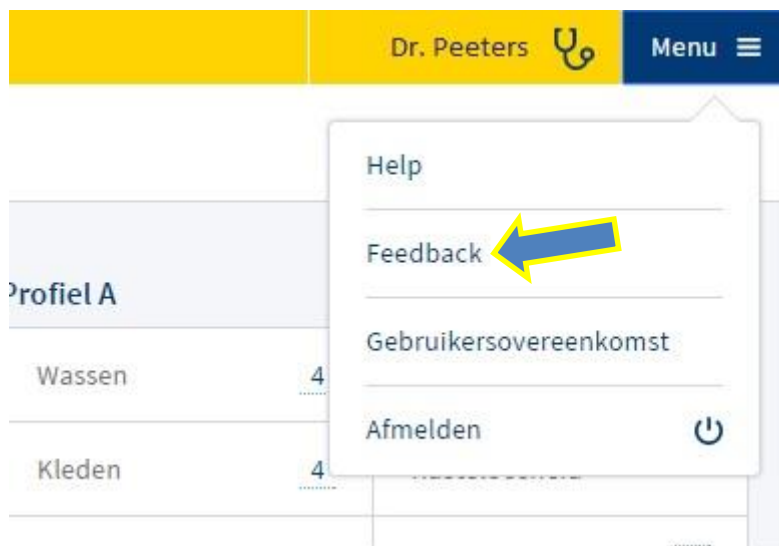 Dr. Peeters Menu
Help
Feedback
Profiel A
Gebruikersovereenkomst
Wassen 4
Afmelden
Kleden 4